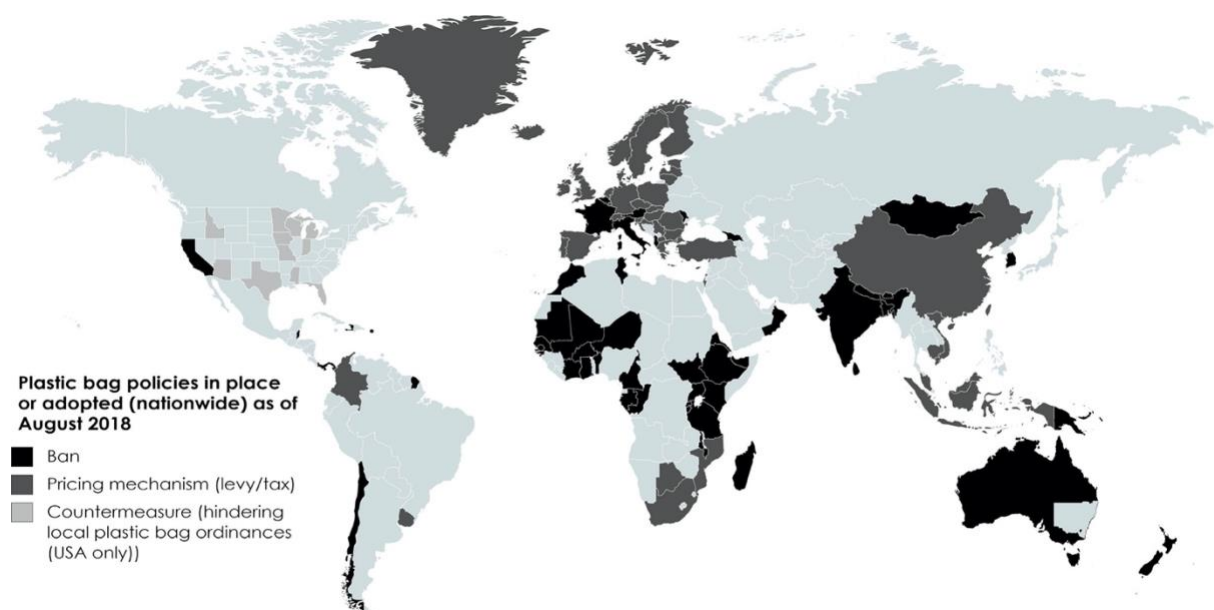 Plastic bag policies in place
or adopted (nationwide) as of
August 2018
Ban
Pricing mechanism (levy/tax)
Countermeasure (hindering
local plastic bag ordinances
(USA only))